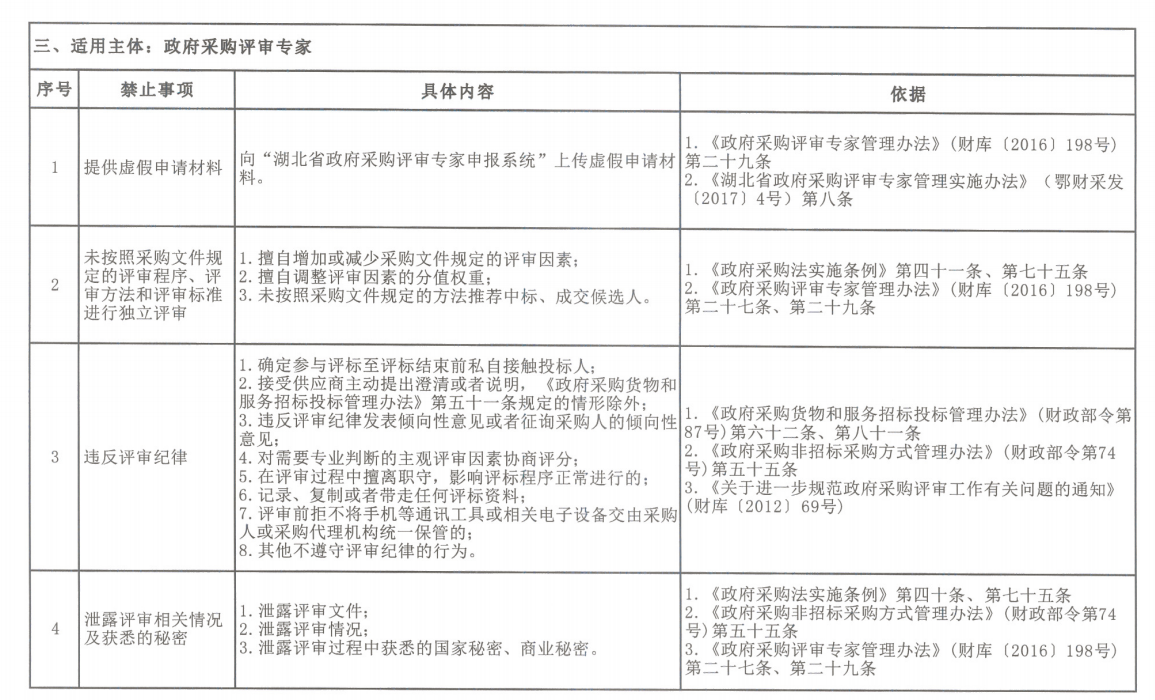 三、适用主体：政府采购评审专家
序号
禁止事项
具体内容
依据
1
提供虚假申请材料
向“湖北省政府采购评审专家申报系统”上传虚假申请材
料。
1.《政府采购评审专家管理办法》(财库〔2016〕198号)
第二十九条
2.《湖北省政府采购评审专家管理实施办法》（鄂财采发
〔2017〕4号）第八条
2
未按照采购文件规
定的评审程序、评
审方法和评审标准
进行独立评审
1.擅自增加或减少采购文件规定的评审因素；
2.擅自调整评审因素的分值权重；
3.未按照采购文件规定的方法推荐中标、成交候选人。
1.《政府采购法实施条例》第四十一条、第七十五条
2.《政府采购评审专家管理办法》(财库〔2016〕198号)
第二十七条、第二十九条
3
违反评审纪律
1.确定参与评标至评标结束前私自接触投标人；
2.接受供应商主动提出澄清或者说明，《政府采购货物和
服务招标投标管理办法》第五十一条规定的情形除外；
3.违反评审纪律发表倾向性意见或者征询采购人的倾向性
意见；
4.对需要专业判断的主观评审因素协商评分；
5.在评审过程中擅离职守，影响评标程序正常进行的；
6.记录、复制或者带走任何评标资料；
7.评审前拒不将手机等通讯工具或相关电子设备交由采购
人或采购代理机构统一保管的；
8.其他不遵守评审纪律的行为。
1.《政府采购货物和服务招标投标管理办法》(财政部令第
87号)第六十二条、第八十一条
2.《政府采购非招标采购方式管理办法》(财政部令第74
号)第五十五条
3.《关于进一步规范政府采购评审工作有关问题的通知》
(财库〔2012〕69号)
4
泄露评审相关情况
及获悉的秘密
1.泄露评审文件；
2.泄露评审情况；
3.泄露评审过程中获悉的国家秘密、商业秘密。
1.《政府采购法实施条例》第四十条、第七十五条
2.《政府采购非招标采购方式管理办法》(财政部令第74
号)第五十五条
3.《政府采购评审专家管理办法》(财库〔2016〕198号)
第二十七条、第二十九条